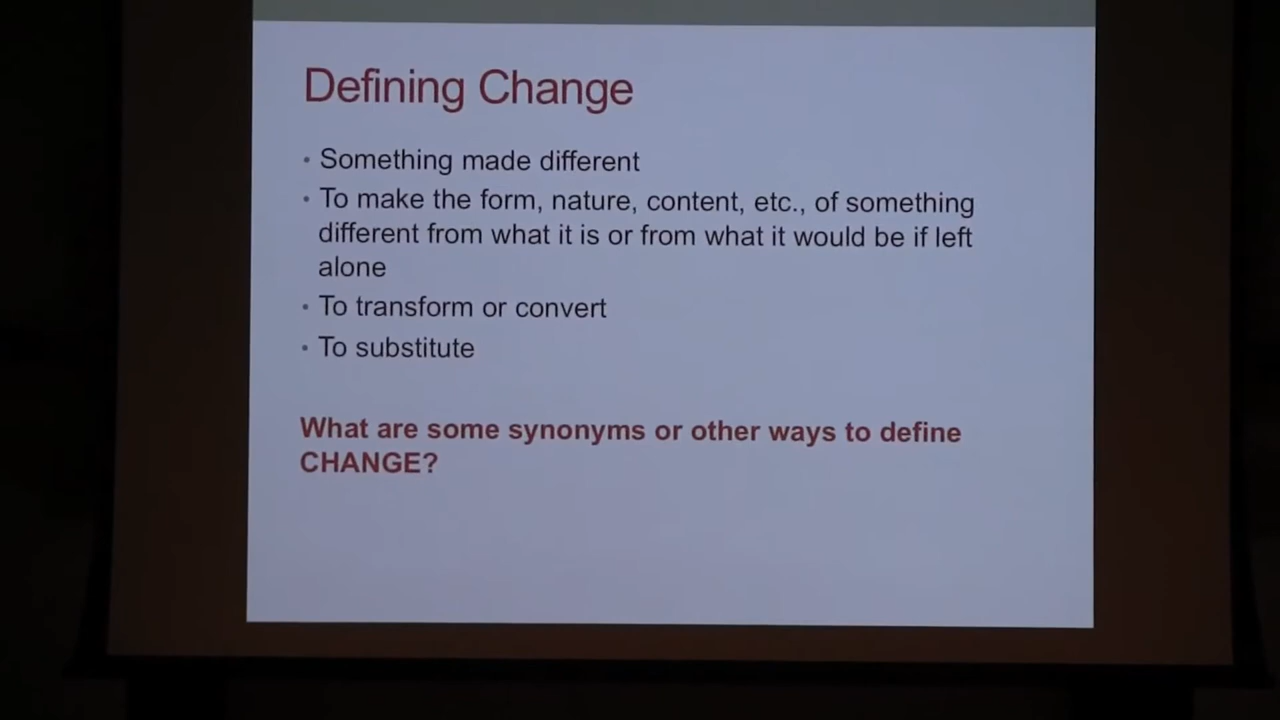 Defining Change
• Something made different
• To make the form, nature, content, etc., of something
different from what it is or from what it would be if left
alone
• To transform or convert
• To substitute
What are some synonyms or other ways to define
CHANGE?